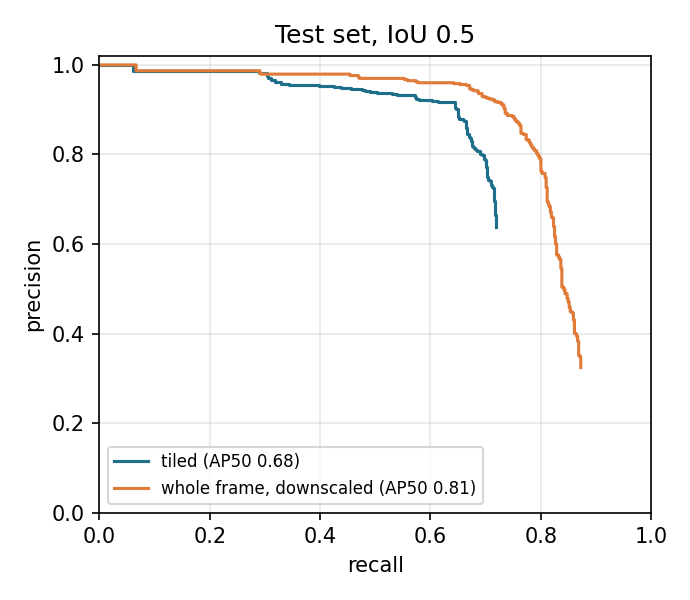 Test set, IoU 0.5
1.0
0.8
0.6
0.4
0.2
0.0
precision
tiled (AP50 0.68)
whole frame, downscaled (AP50 0.81)
0.0 0.2 0.4 0.6 0.8 1.0
recall